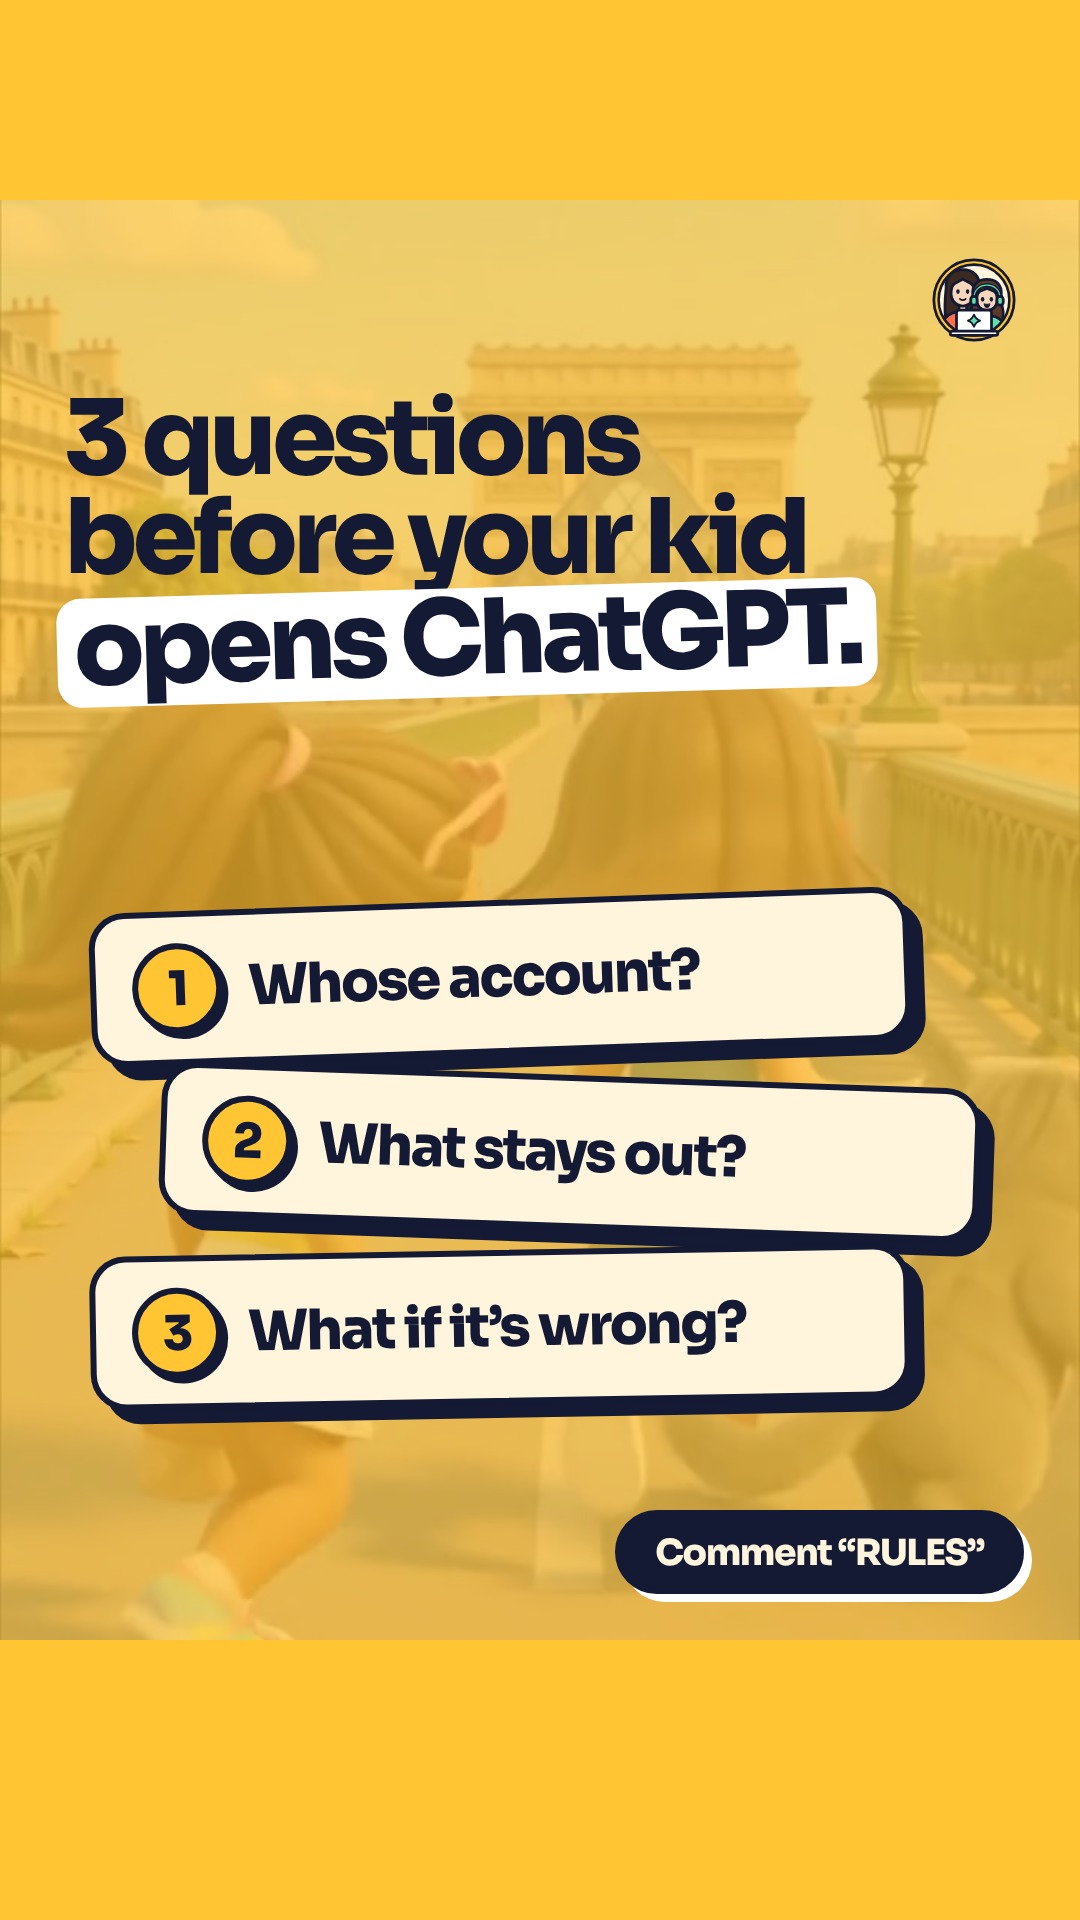 3 questions
before your kid
opens ChatGPT.
1 Whose account?
2 What stays out?
3 What if it’s wrong?
Comment “RULES”